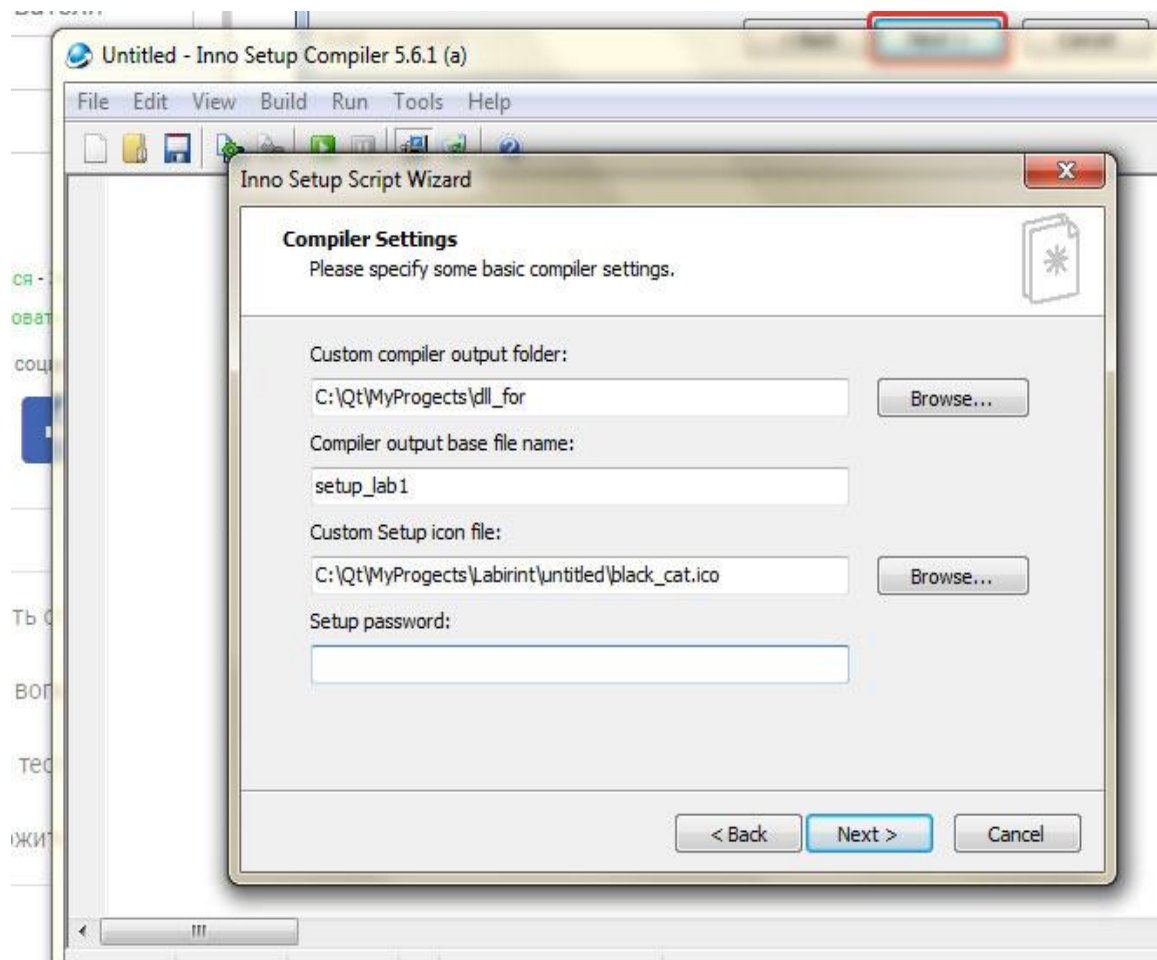 Untitled - Inno Setup Compiler 5.6.1 (a)
File Edit View Build Run Tools Help
Inno Setup Script Wizard
Compiler Settings
Please specify some basic compiler settings.
Custom compiler output folder:
C:\Qt\MyProgects\dll_for
Browse...
Compiler output base file name:
setup_lab1
Custom Setup icon file:
C:\Qt\MyProgects\Labirint\untitled\black_cat.ico
Browse...
Setup password:
< Back
Next >
Cancel